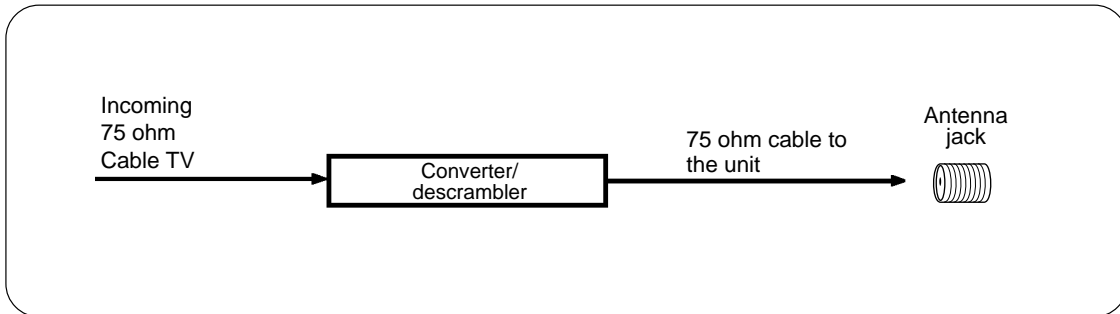 Incoming
75 ohm
Cable TV
Converter/
descrambler
75 ohm cable to
the unit
Antenna
jack